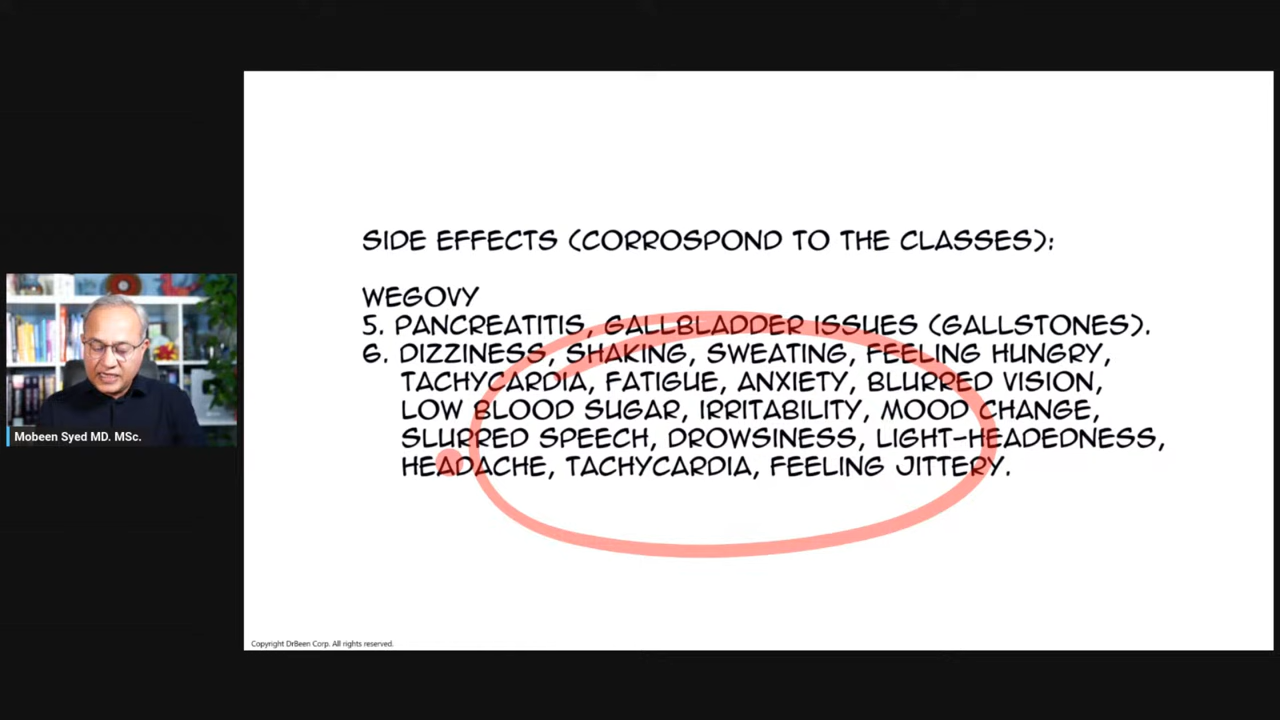 SIDE EFFECTS (CORROSPOND TO THE CLASSES):
WEGOVY
5. PANCREATITIS, GALLBLADDER ISSUES (GALLSTONES).
6. DIZZINESS, SHAKING, SWEATING, FEELING HUNGRY,
TACHYCARDIA, FATIGUE, ANXIETY, BLURRED VISION,
LOW BLOOD SUGAR, IRRITABILITY, MOOD CHANGE,
SLURRED SPEECH, DROWSINESS, LIGHT-HEADEDNESS,
HEADACHE, TACHYCARDIA, FEELING JITTERY.
Mobeen Syed MD. MSc.
Copyright DrBeen Corp. All rights reserved.